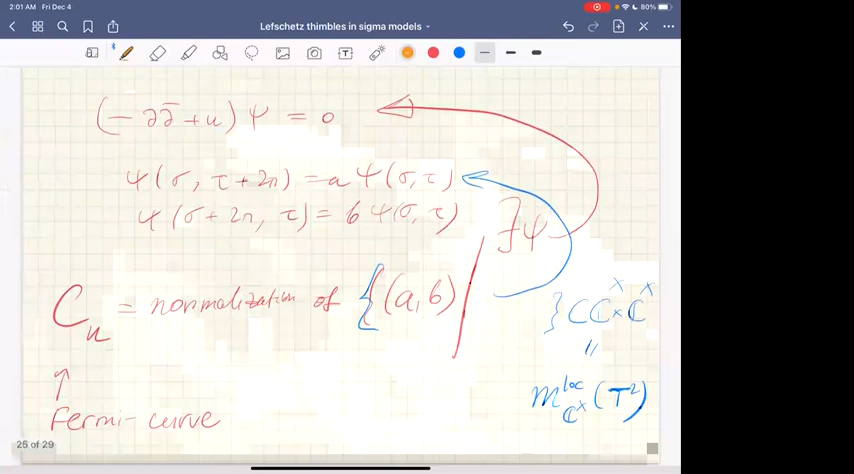 2:01 AM Fri Dec 4
80%
Lefschetz thimbles in sigma models
T
(-∂∂̄+u)ψ = 0
ψ(σ, τ+2π) = a ψ(σ,τ)
ψ(σ+2π, τ) = b ψ(σ,τ)
∃ψ
C_u = normalization of {(a,b) /
} ⊂ ℂ^× × ℂ^×
||
M^{loc}_{ℂ^×}(T²)
↑
Fermi-curve
25 of 29